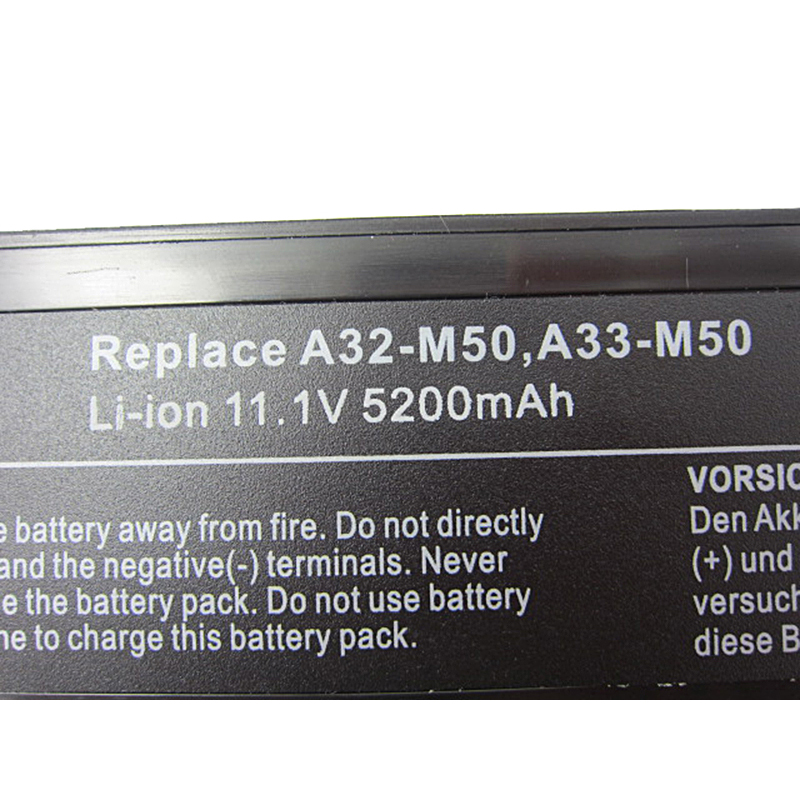 Replace A32-M50,A33-M50
Li-ion 11.1V 5200mAh
battery away from fire. Do not directly
and the negative(-) terminals. Never
the battery pack. Do not use battery
to charge this battery pack.
VORSIC
Den Akk
(+) und
versuch
diese B